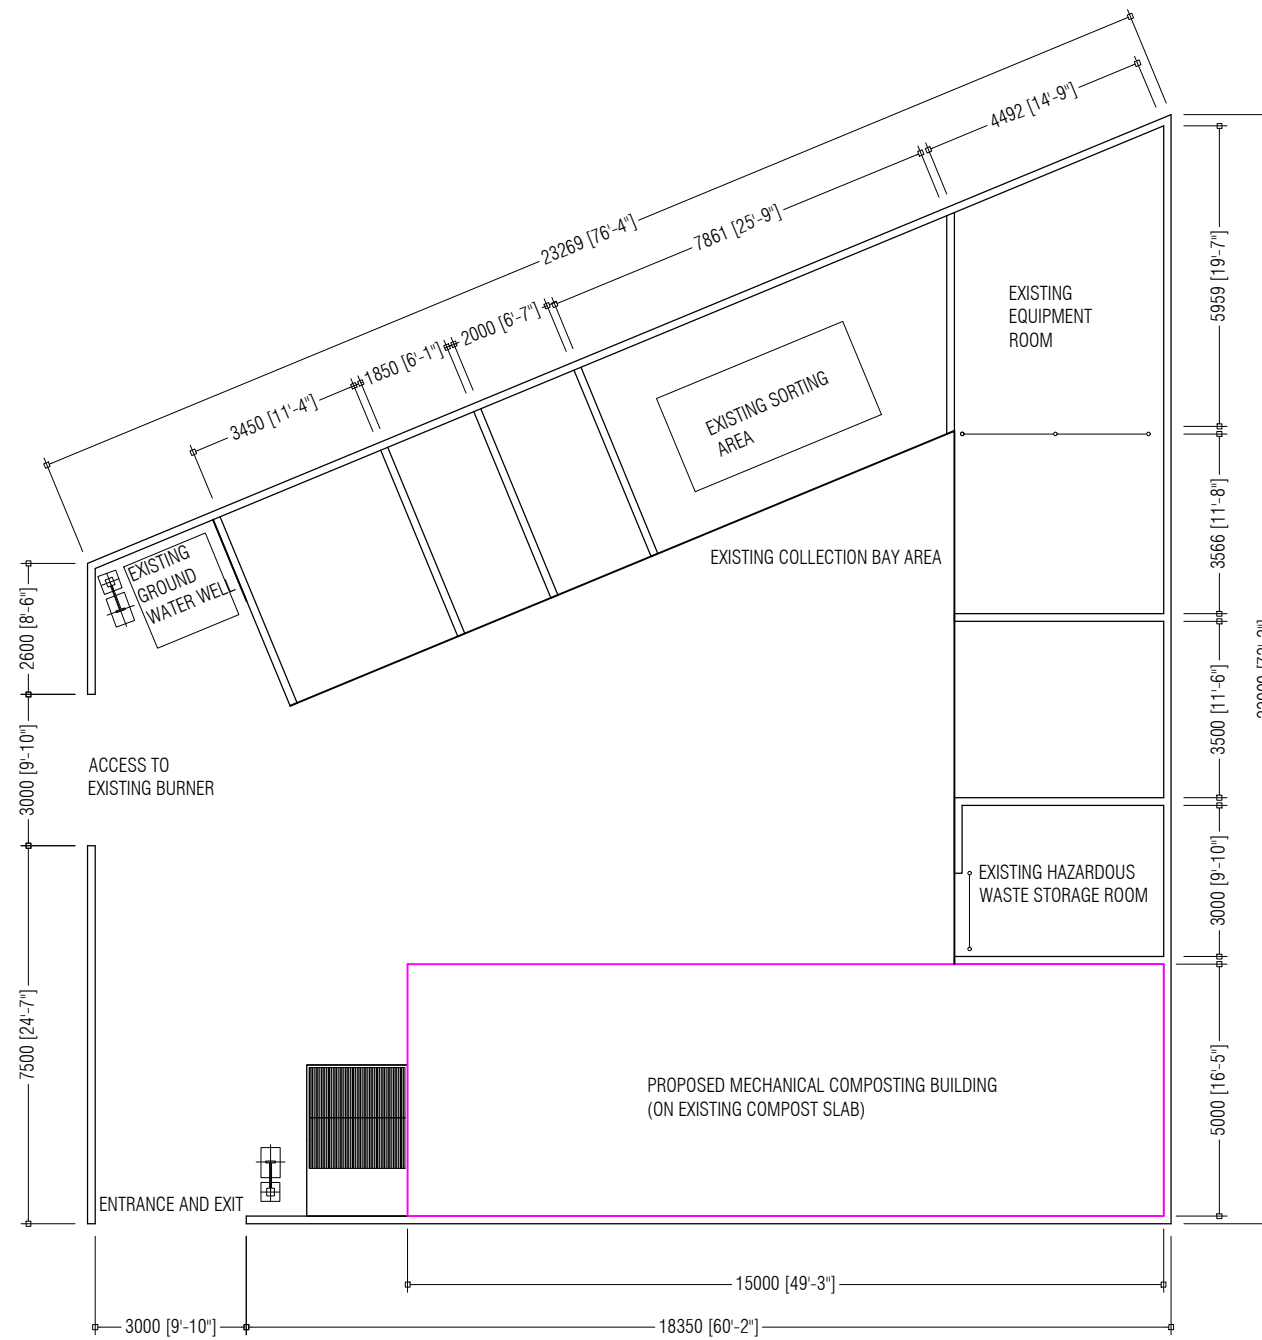 4492 [14'-9"]
23269 [76'-4"]
7861 [25'-9"]
2000 [6'-7"]
1850 [6'-1"]
3450 [11'-4"]
5959 [19'-7"]
EXISTING
EQUIPMENT
ROOM
EXISTING SORTING
AREA
3566 [11'-8"]
EXISTING COLLECTION BAY AREA
EXISTING
GROUND
WATER WELL
2600 [8'-6"]
3500 [11'-6"]
3000 [9'-10"]
ACCESS TO
EXISTING BURNER
EXISTING HAZARDOUS
WASTE STORAGE ROOM
3000 [9'-10"]
7500 [24'-7"]
PROPOSED MECHANICAL COMPOSTING BUILDING
(ON EXISTING COMPOST SLAB)
5000 [16'-5"]
ENTRANCE AND EXIT
15000 [49'-3"]
3000 [9'-10"]
18350 [60'-2"]